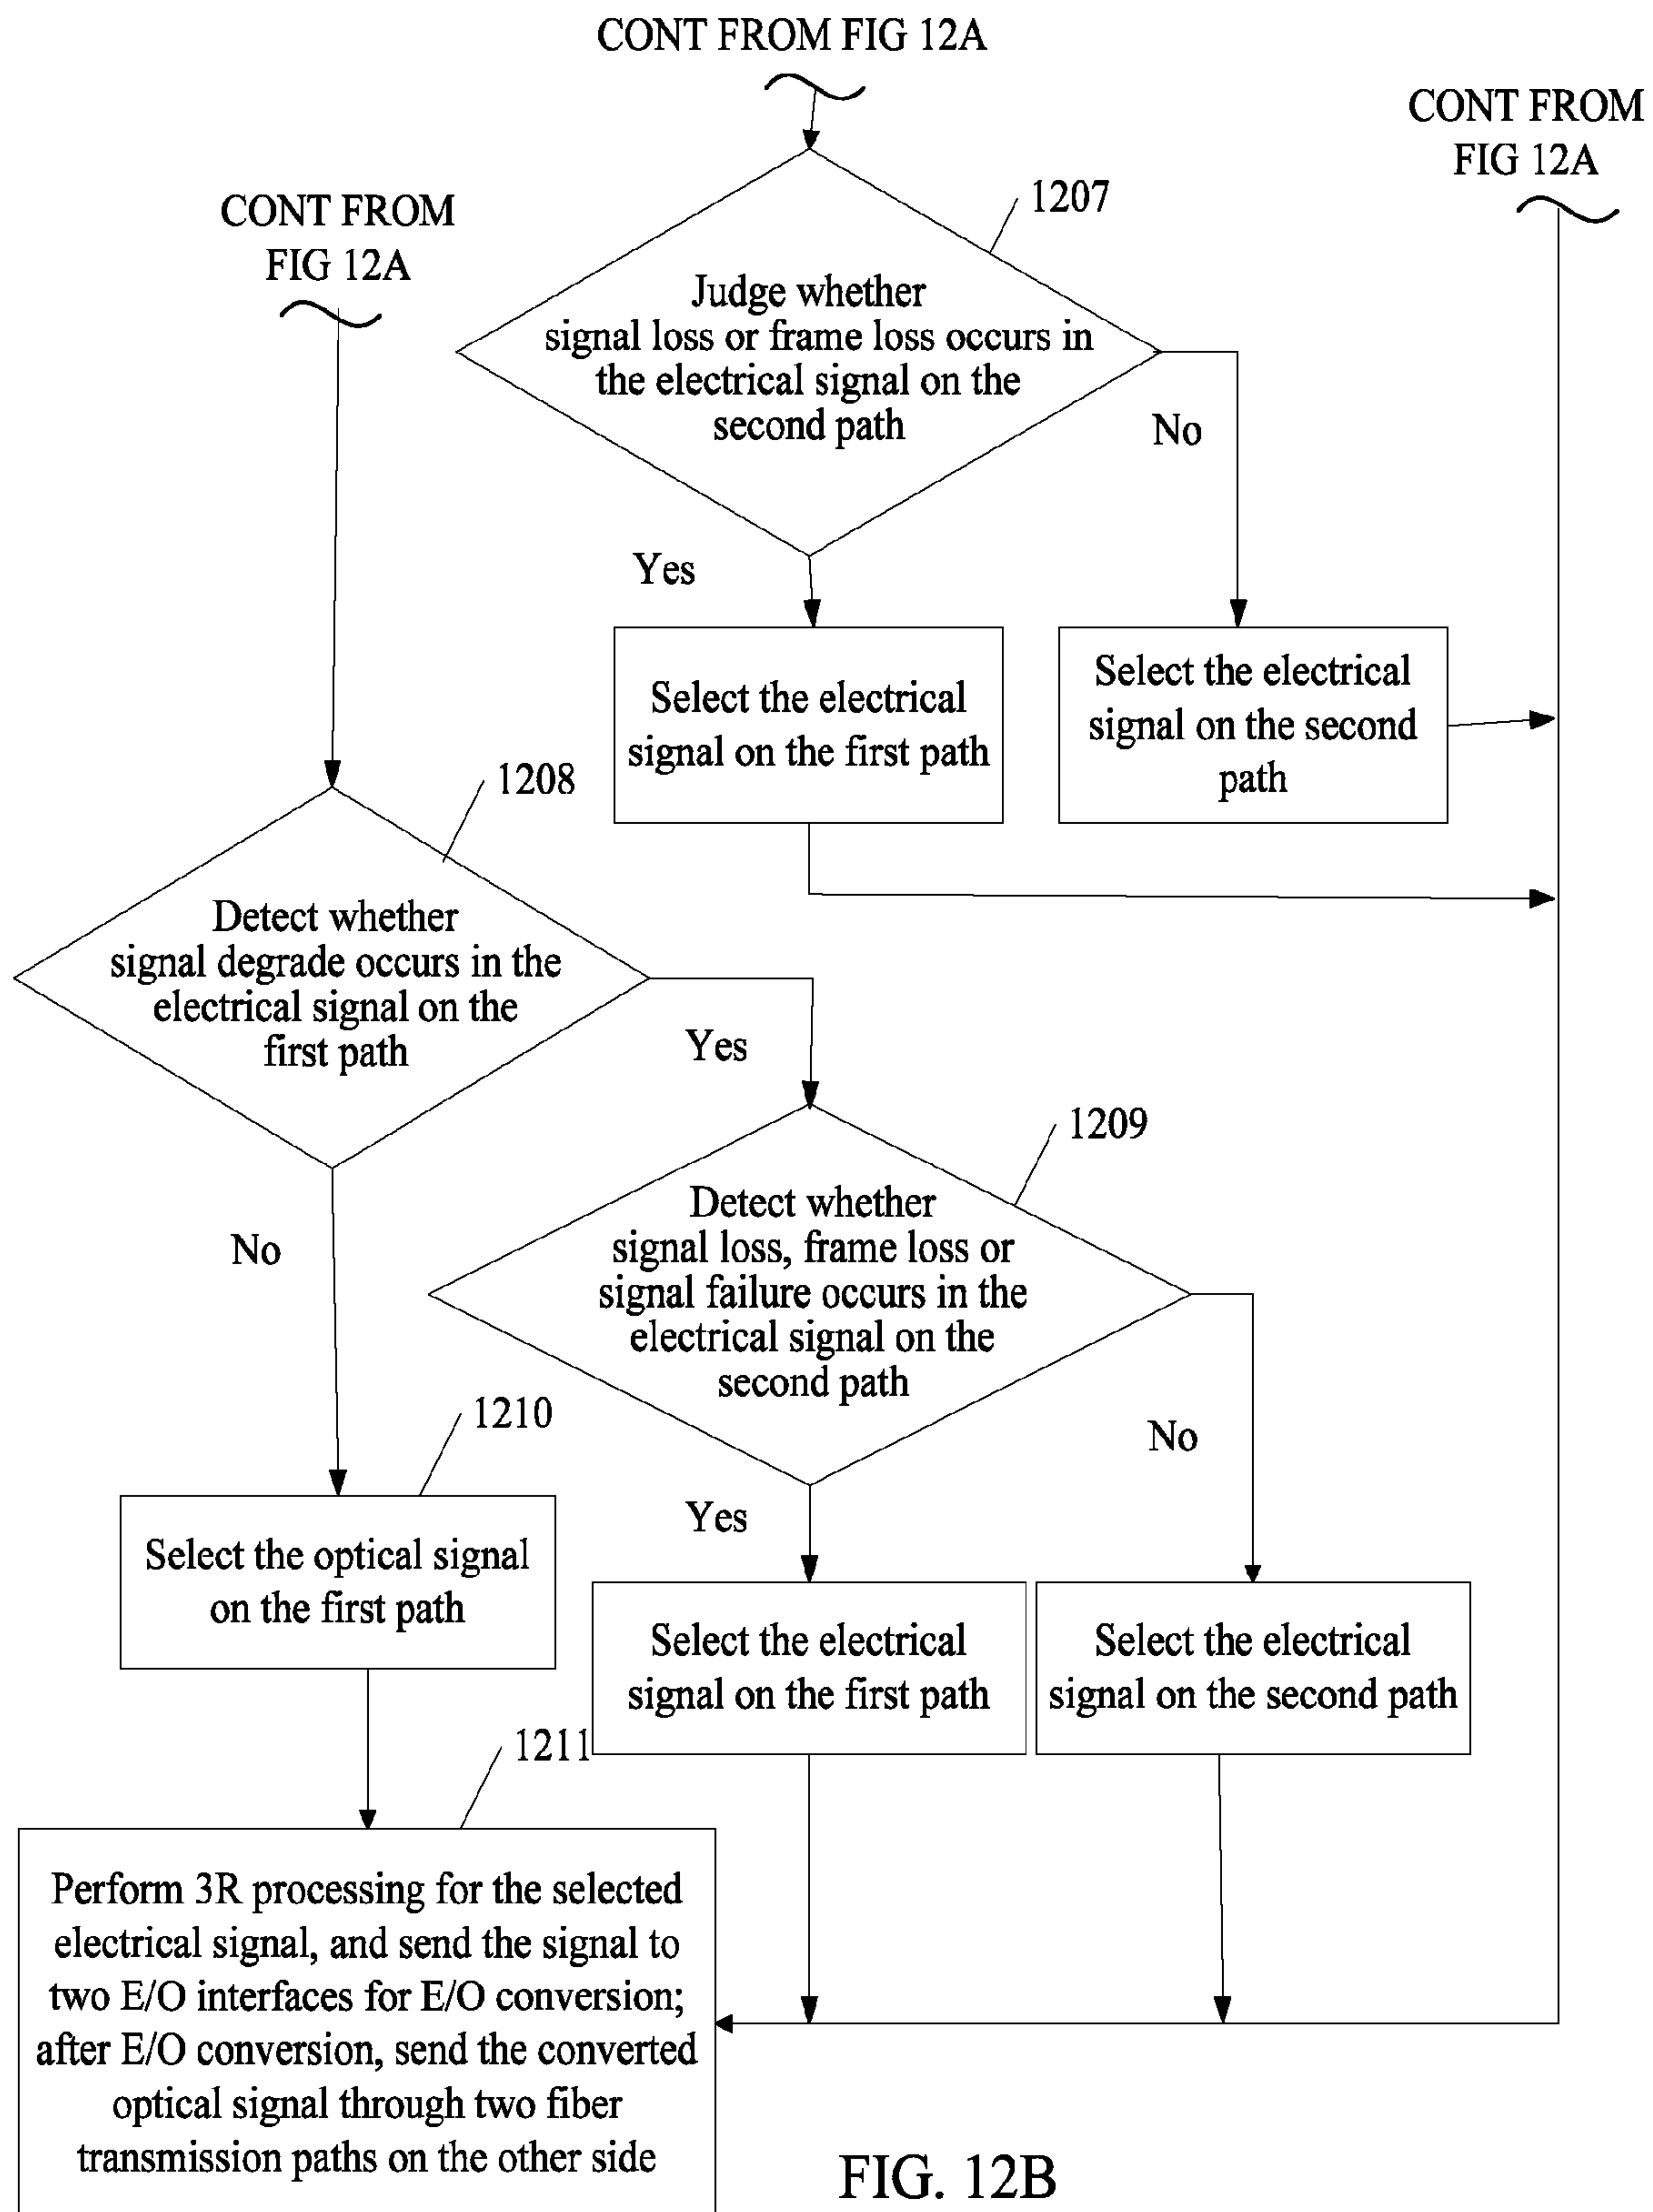 CONT FROM FIG 12A
CONT FROM
FIG 12A
CONT FROM
FIG 12A
1207
Judge whether
signal loss or frame loss occurs in
the electrical signal on the
second path
No
Yes
Select the electrical
signal on the first path
Select the electrical
signal on the second
path
1208
Detect whether
signal degrade occurs in the
electrical signal on the
first path
Yes
No
1209
Detect whether
signal loss, frame loss or
signal failure occurs in the
electrical signal on the
second path
No
Yes
1210
Select the optical signal
on the first path
Select the electrical
signal on the first path
Select the electrical
signal on the second path
1211
Perform 3R processing for the selected
electrical signal, and send the signal to
two E/O interfaces for E/O conversion;
after E/O conversion, send the converted
optical signal through two fiber
transmission paths on the other side
FIG. 12B